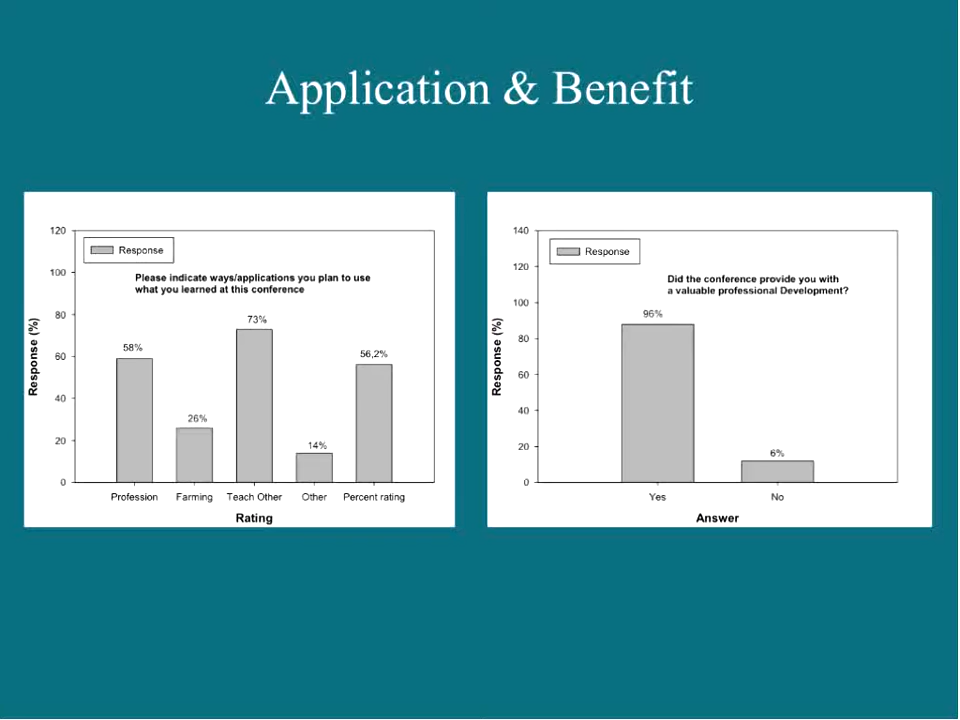 Application & Benefit
120
100
80
60
40
20
0
Response (%)
Response
Please indicate ways/applications you plan to use
what you learned at this conference
58%
26%
73%
14%
56,2%
Profession Farming Teach Other Other Percent rating
Rating
140
120
100
80
60
40
20
0
Response (%)
Response
Did the conference provide you with
a valuable professional Development?
96%
6%
Yes No
Answer